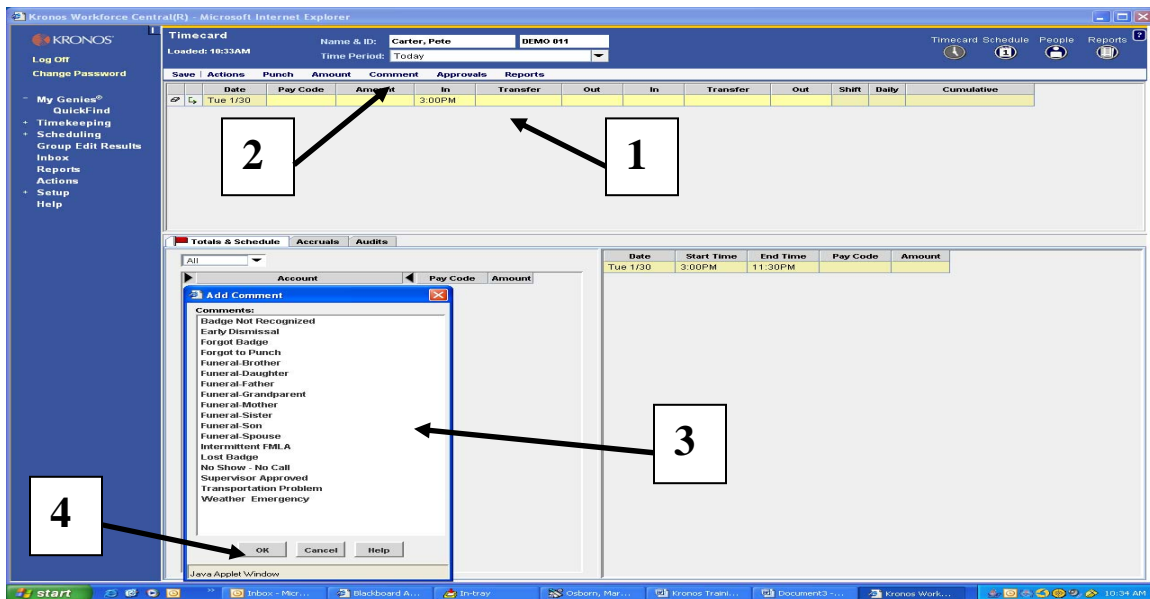 Kronos Workforce Central(R) - Microsoft Internet Explorer
KRONOS
Log Off
Change Password
My Genies®
QuickFind
+ Timekeeping
+ Scheduling
Group Edit Results
Inbox
Reports
Actions
+ Setup
Help
Timecard
Loaded: 10:33AM
Name & ID: Carter, Pete DEMO 011
Time Period: Today
Timecard Schedule People Reports
Save | Actions Punch Amount Comment Approvals Reports
Date Pay Code Amount In Transfer Out In Transfer Out Shift Daily Cumulative
Tue 1/30 3:00PM
2
1
Totals & Schedule Accruals Audits
All
Account Pay Code Amount
Date Start Time End Time Pay Code Amount
Tue 1/30 3:00PM 11:30PM
Add Comment
Comments:
Badge Not Recognized
Early Dismissal
Forgot Badge
Forgot to Punch
Funeral-Brother
Funeral-Daughter
Funeral-Father
Funeral-Grandparent
Funeral-Mother
Funeral-Sister
Funeral-Son
Funeral-Spouse
Intermittent FMLA
Lost Badge
No Show - No Call
Supervisor Approved
Transportation Problem
Weather Emergency
3
4
OK Cancel Help
Java Applet Window
start Inbox - Micr... Blackboard A... In-tray Osborn, Mar... Kronos Traini... Document3 -... Kronos Work... 10:34 AM